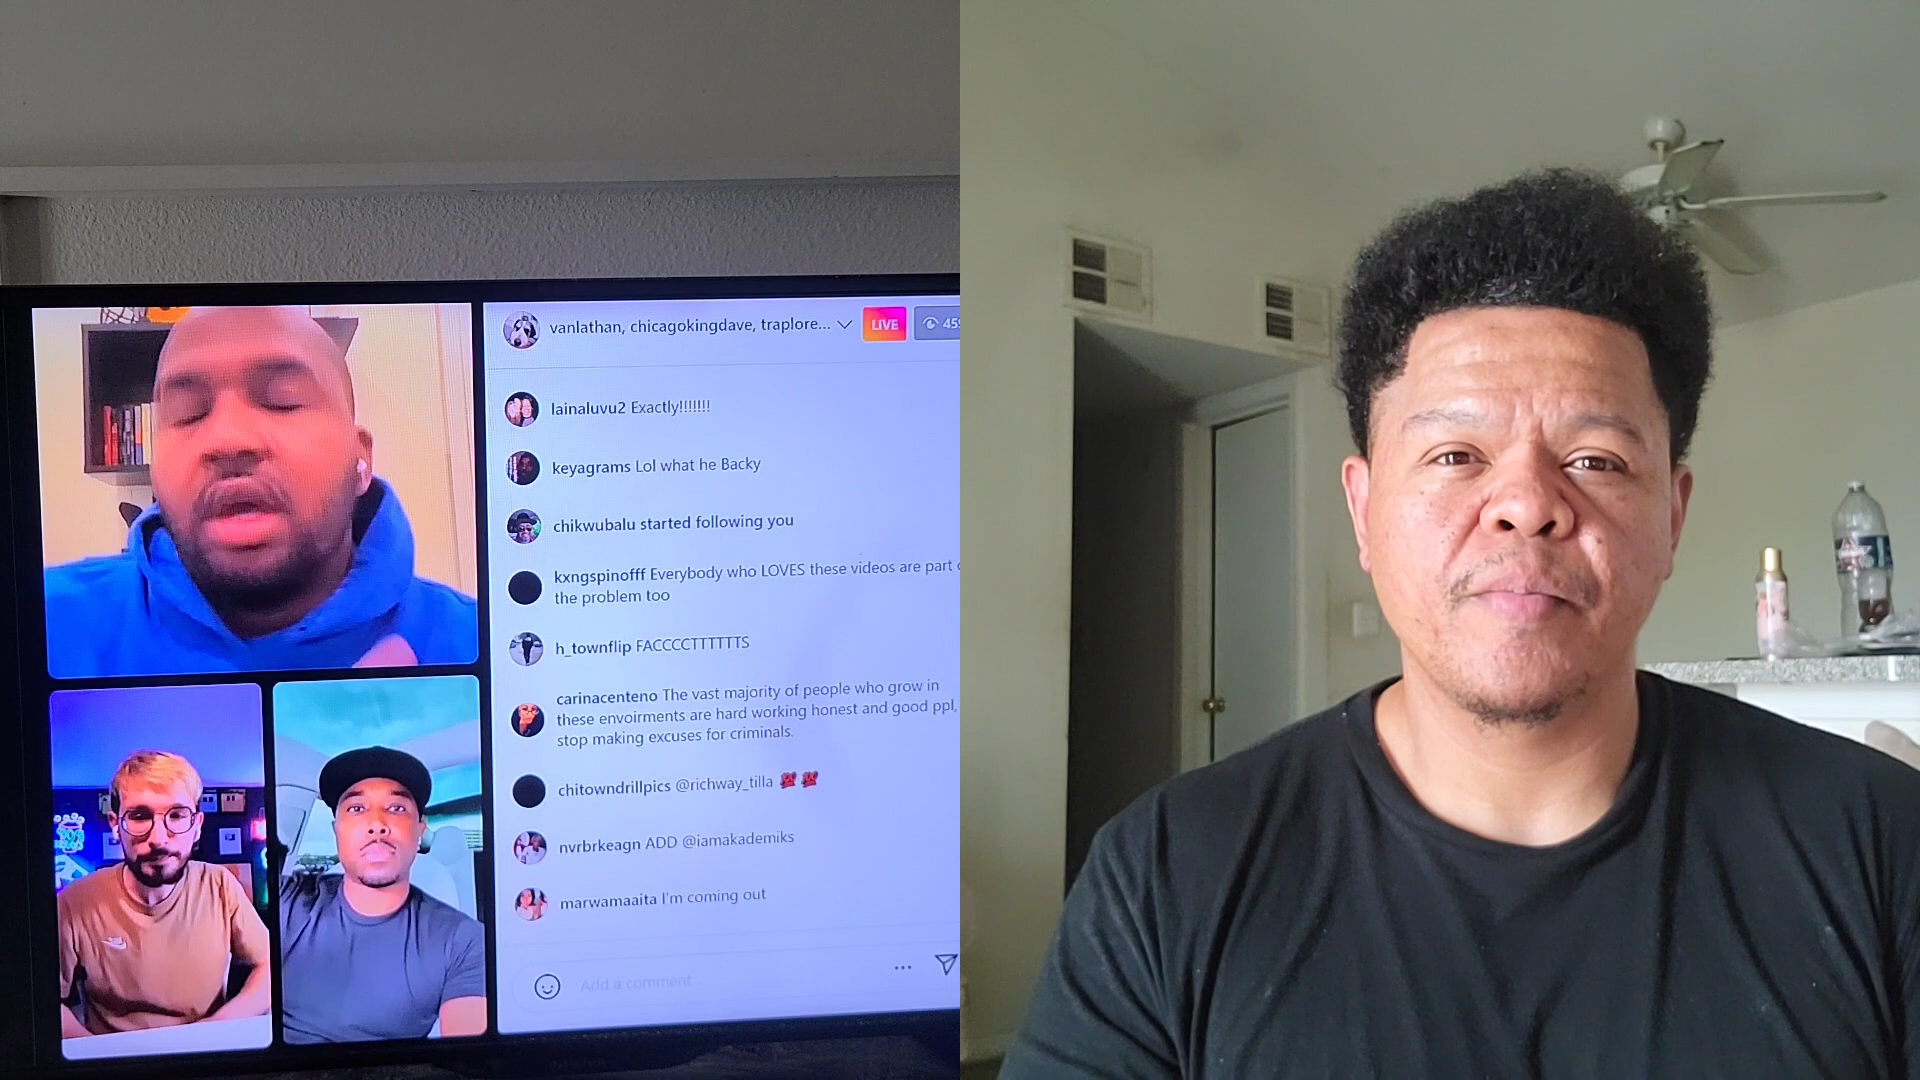 vanlathan, chicagokingdave, traplore...
LIVE
lainaluvu2 Exactly!!!!!!!
keyagrams Lol what he Backy
chikwubalu started following you
kxngspinofff Everybody who LOVES these videos are part
the problem too
h_townflip FACCCCTTTTTTS
carinacenteno The vast majority of people who grow in
these envoirments are hard working honest and good ppl,
stop making excuses for criminals.
chitowndrillpics @richway_tilla 💯 💯
nvrbrkeagn ADD @iamakademiks
marwamaaita I'm coming out
Add a comment...